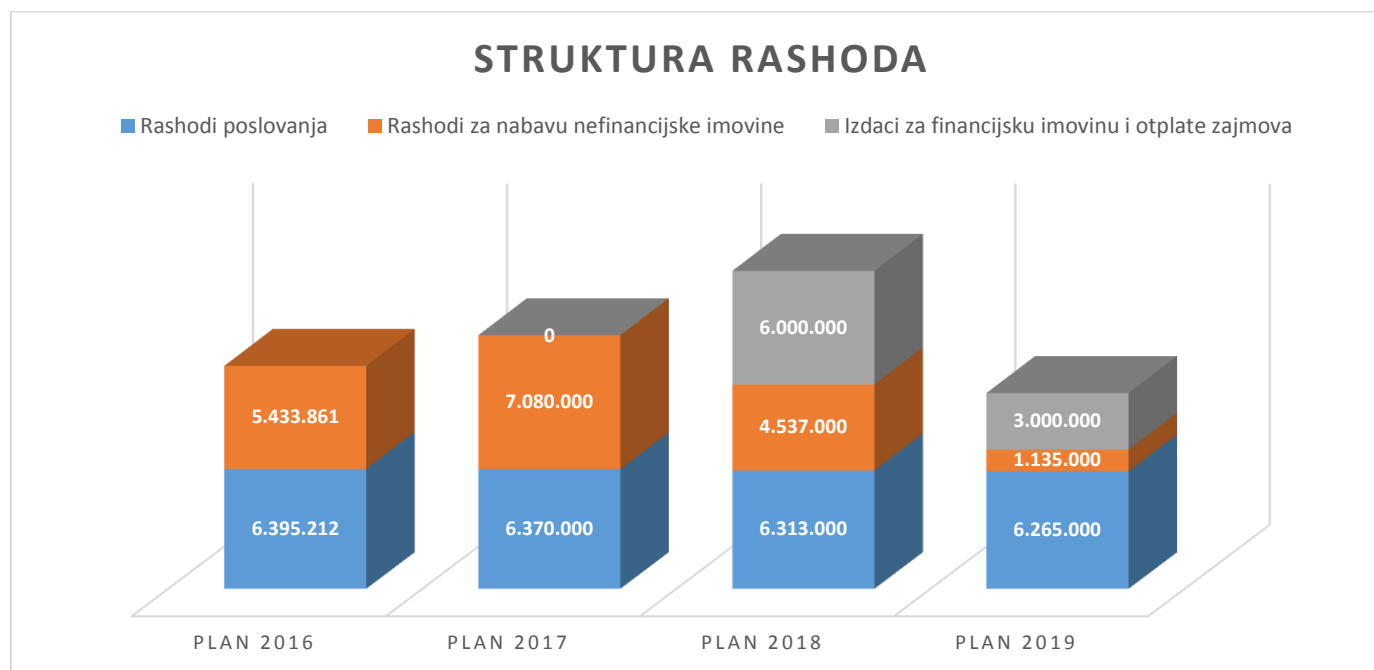 STRUKTURA RASHODA
Rashodi poslovanja Rashodi za nabavu nefinancijske imovine Izdaci za financijsku imovinu i otplate zajmova
0
6.000.000
5.433.861 7.080.000 4.537.000 3.000.000
1.135.000
6.395.212 6.370.000 6.313.000 6.265.000
PLAN 2016 PLAN 2017 PLAN 2018 PLAN 2019